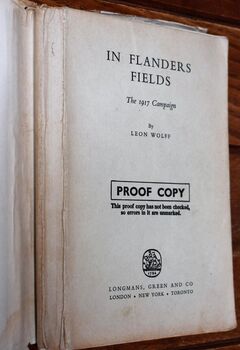 IN FLANDERS
FIELDS
The 1917 Campaign
By
LEON WOLFF
PROOF COPY
This proof copy has not been checked,
so errors in it are unmarked.
LONGMANS, GREEN AND CO
LONDON • NEW YORK • TORONTO